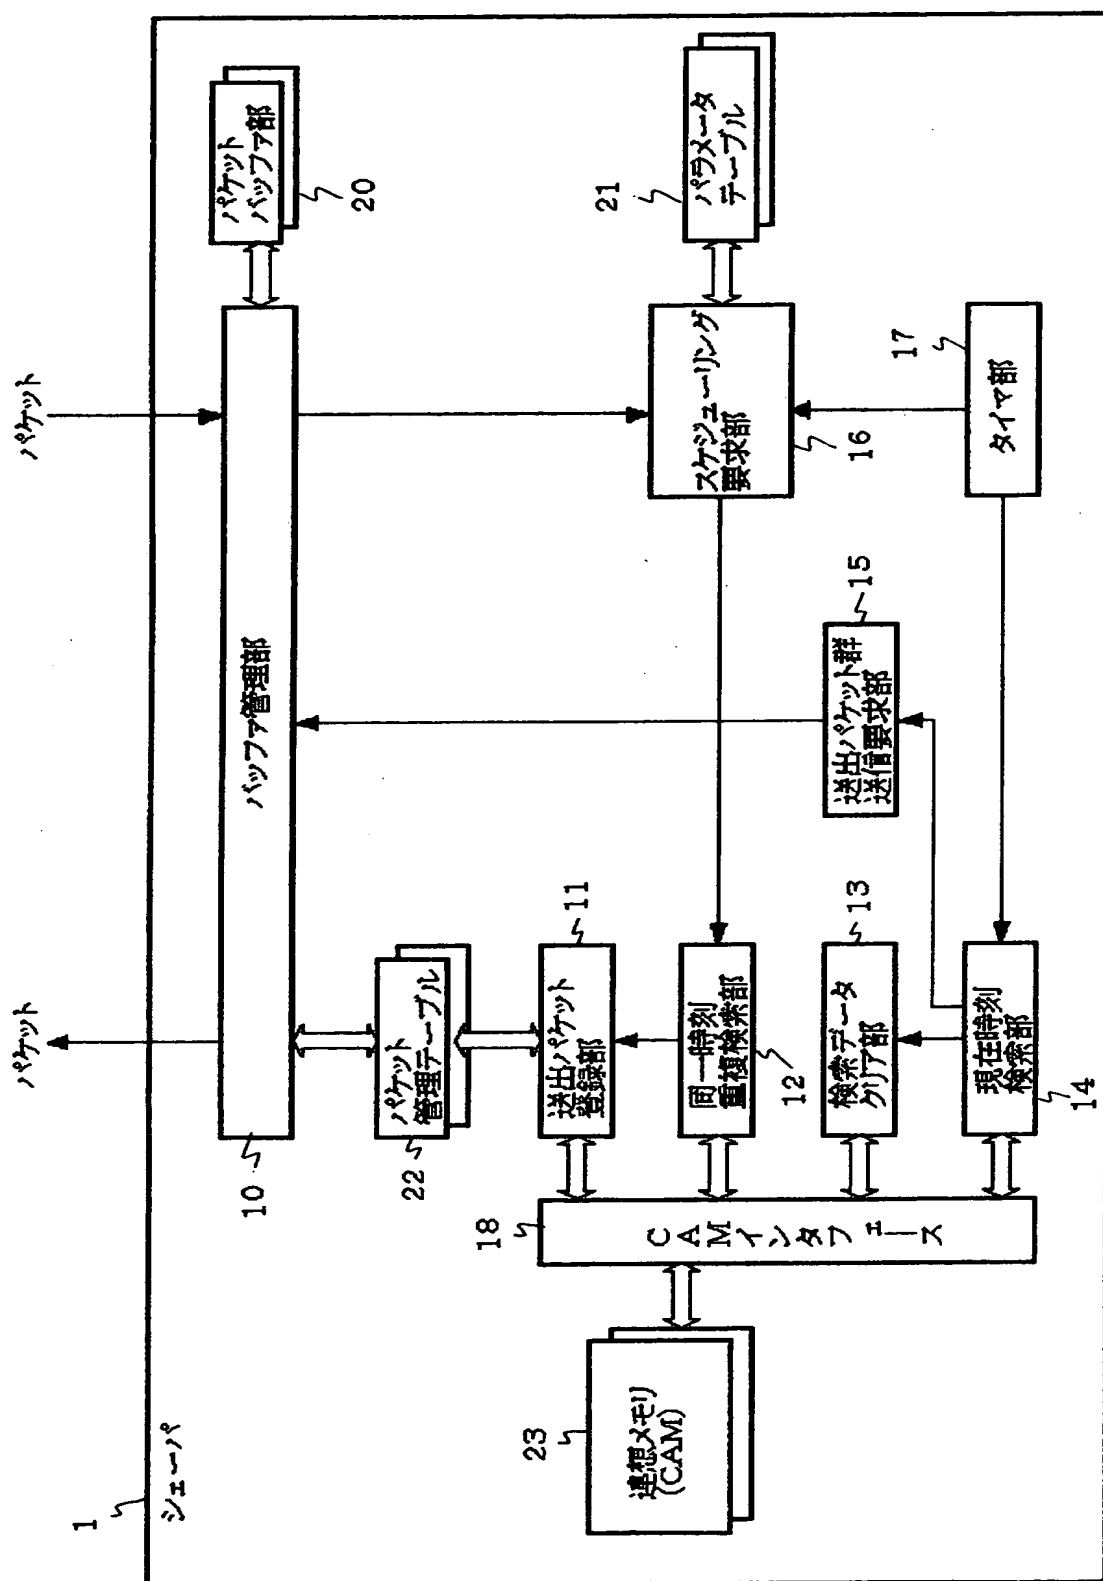 1
シェーパ
パケット
パケット
10
バッファ管理部
パケット
バッファ部
20
22
パケット
管理テーブル
11
送出パケット
登録部
21
パラメータ
テーブル
スケジューリング
要求部
16
同一時刻
重複検索部
12
18
CAMインタフェース
23
連想メモリ
(CAM)
15
送出パケット群
送信要求部
13
検索データ
クリア部
17
タイマ部
現在時刻
検索部
14